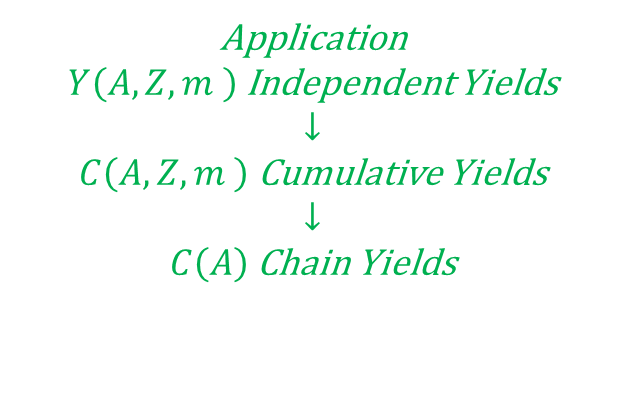 Application
Y(A,Z,m) Independent Yields
↓
C(A,Z,m) Cumulative Yields
↓
C(A) Chain Yields